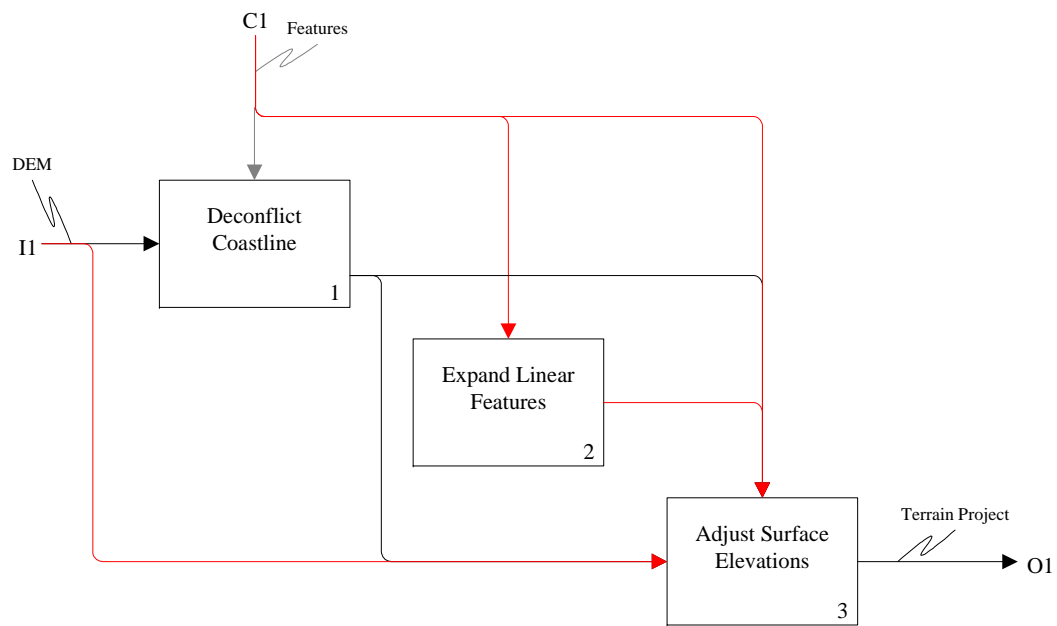 C1
Features
DEM
I1
Deconflict
Coastline
1
Expand Linear
Features
2
Adjust Surface
Elevations
3
Terrain Project
O1